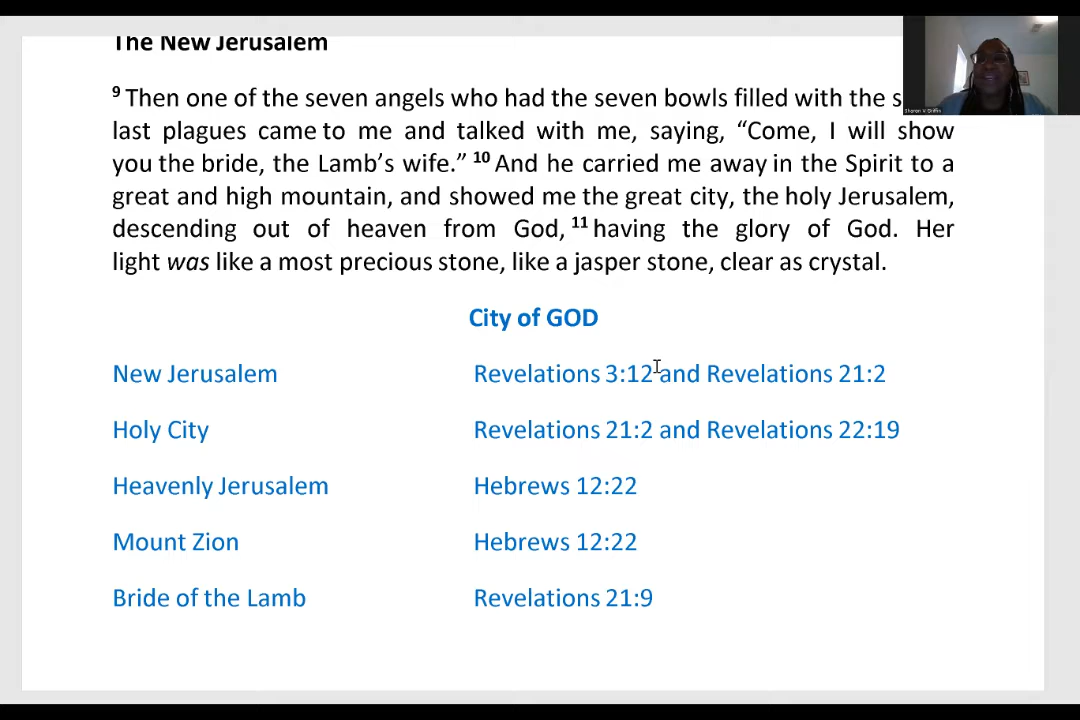 The New Jerusalem
9 Then one of the seven angels who had the seven bowls filled with the
last plagues came to me and talked with me, saying, “Come, I will show
you the bride, the Lamb’s wife.” 10 And he carried me away in the Spirit to a
great and high mountain, and showed me the great city, the holy Jerusalem,
descending out of heaven from God, 11 having the glory of God. Her
light was like a most precious stone, like a jasper stone, clear as crystal.
City of GOD
New Jerusalem Revelations 3:12 and Revelations 21:2
Holy City Revelations 21:2 and Revelations 22:19
Heavenly Jerusalem Hebrews 12:22
Mount Zion Hebrews 12:22
Bride of the Lamb Revelations 21:9
Sharon V Griffin